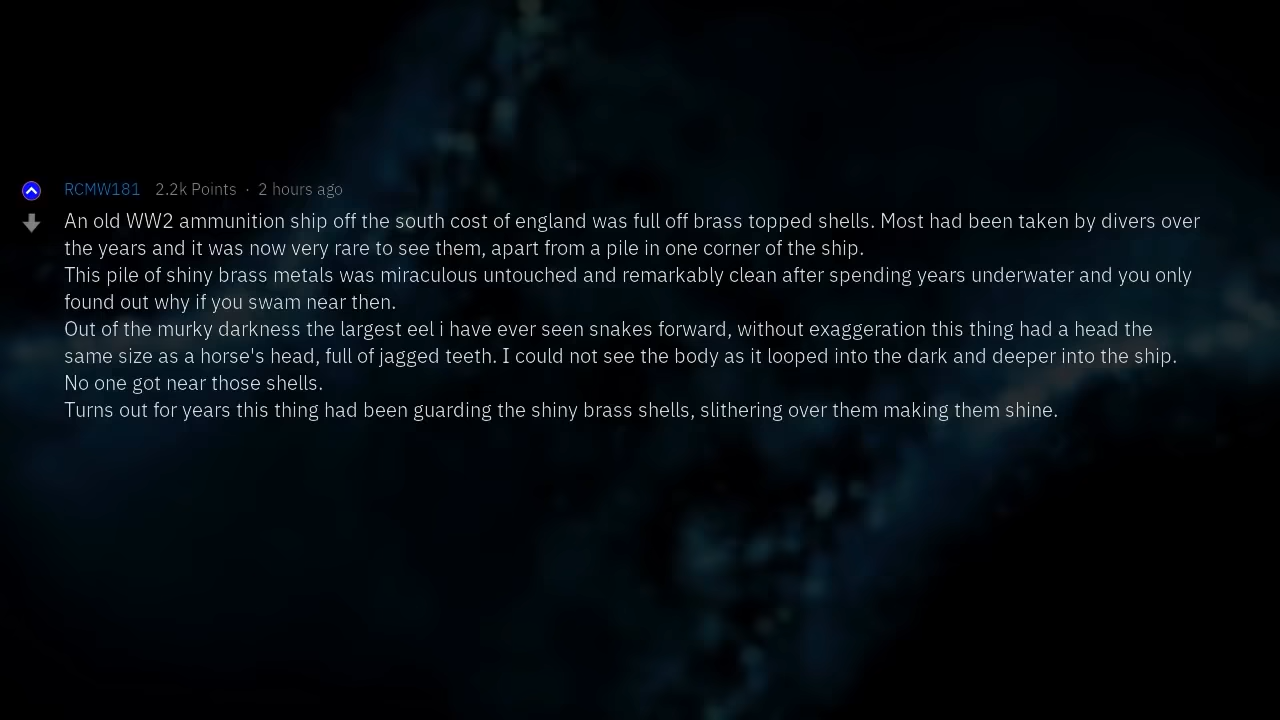 RCMW181 2.2k Points · 2 hours ago
An old WW2 ammunition ship off the south cost of england was full off brass topped shells. Most had been taken by divers over
the years and it was now very rare to see them, apart from a pile in one corner of the ship.
This pile of shiny brass metals was miraculous untouched and remarkably clean after spending years underwater and you only
found out why if you swam near then.
Out of the murky darkness the largest eel i have ever seen snakes forward, without exaggeration this thing had a head the
same size as a horse's head, full of jagged teeth. I could not see the body as it looped into the dark and deeper into the ship.
No one got near those shells.
Turns out for years this thing had been guarding the shiny brass shells, slithering over them making them shine.